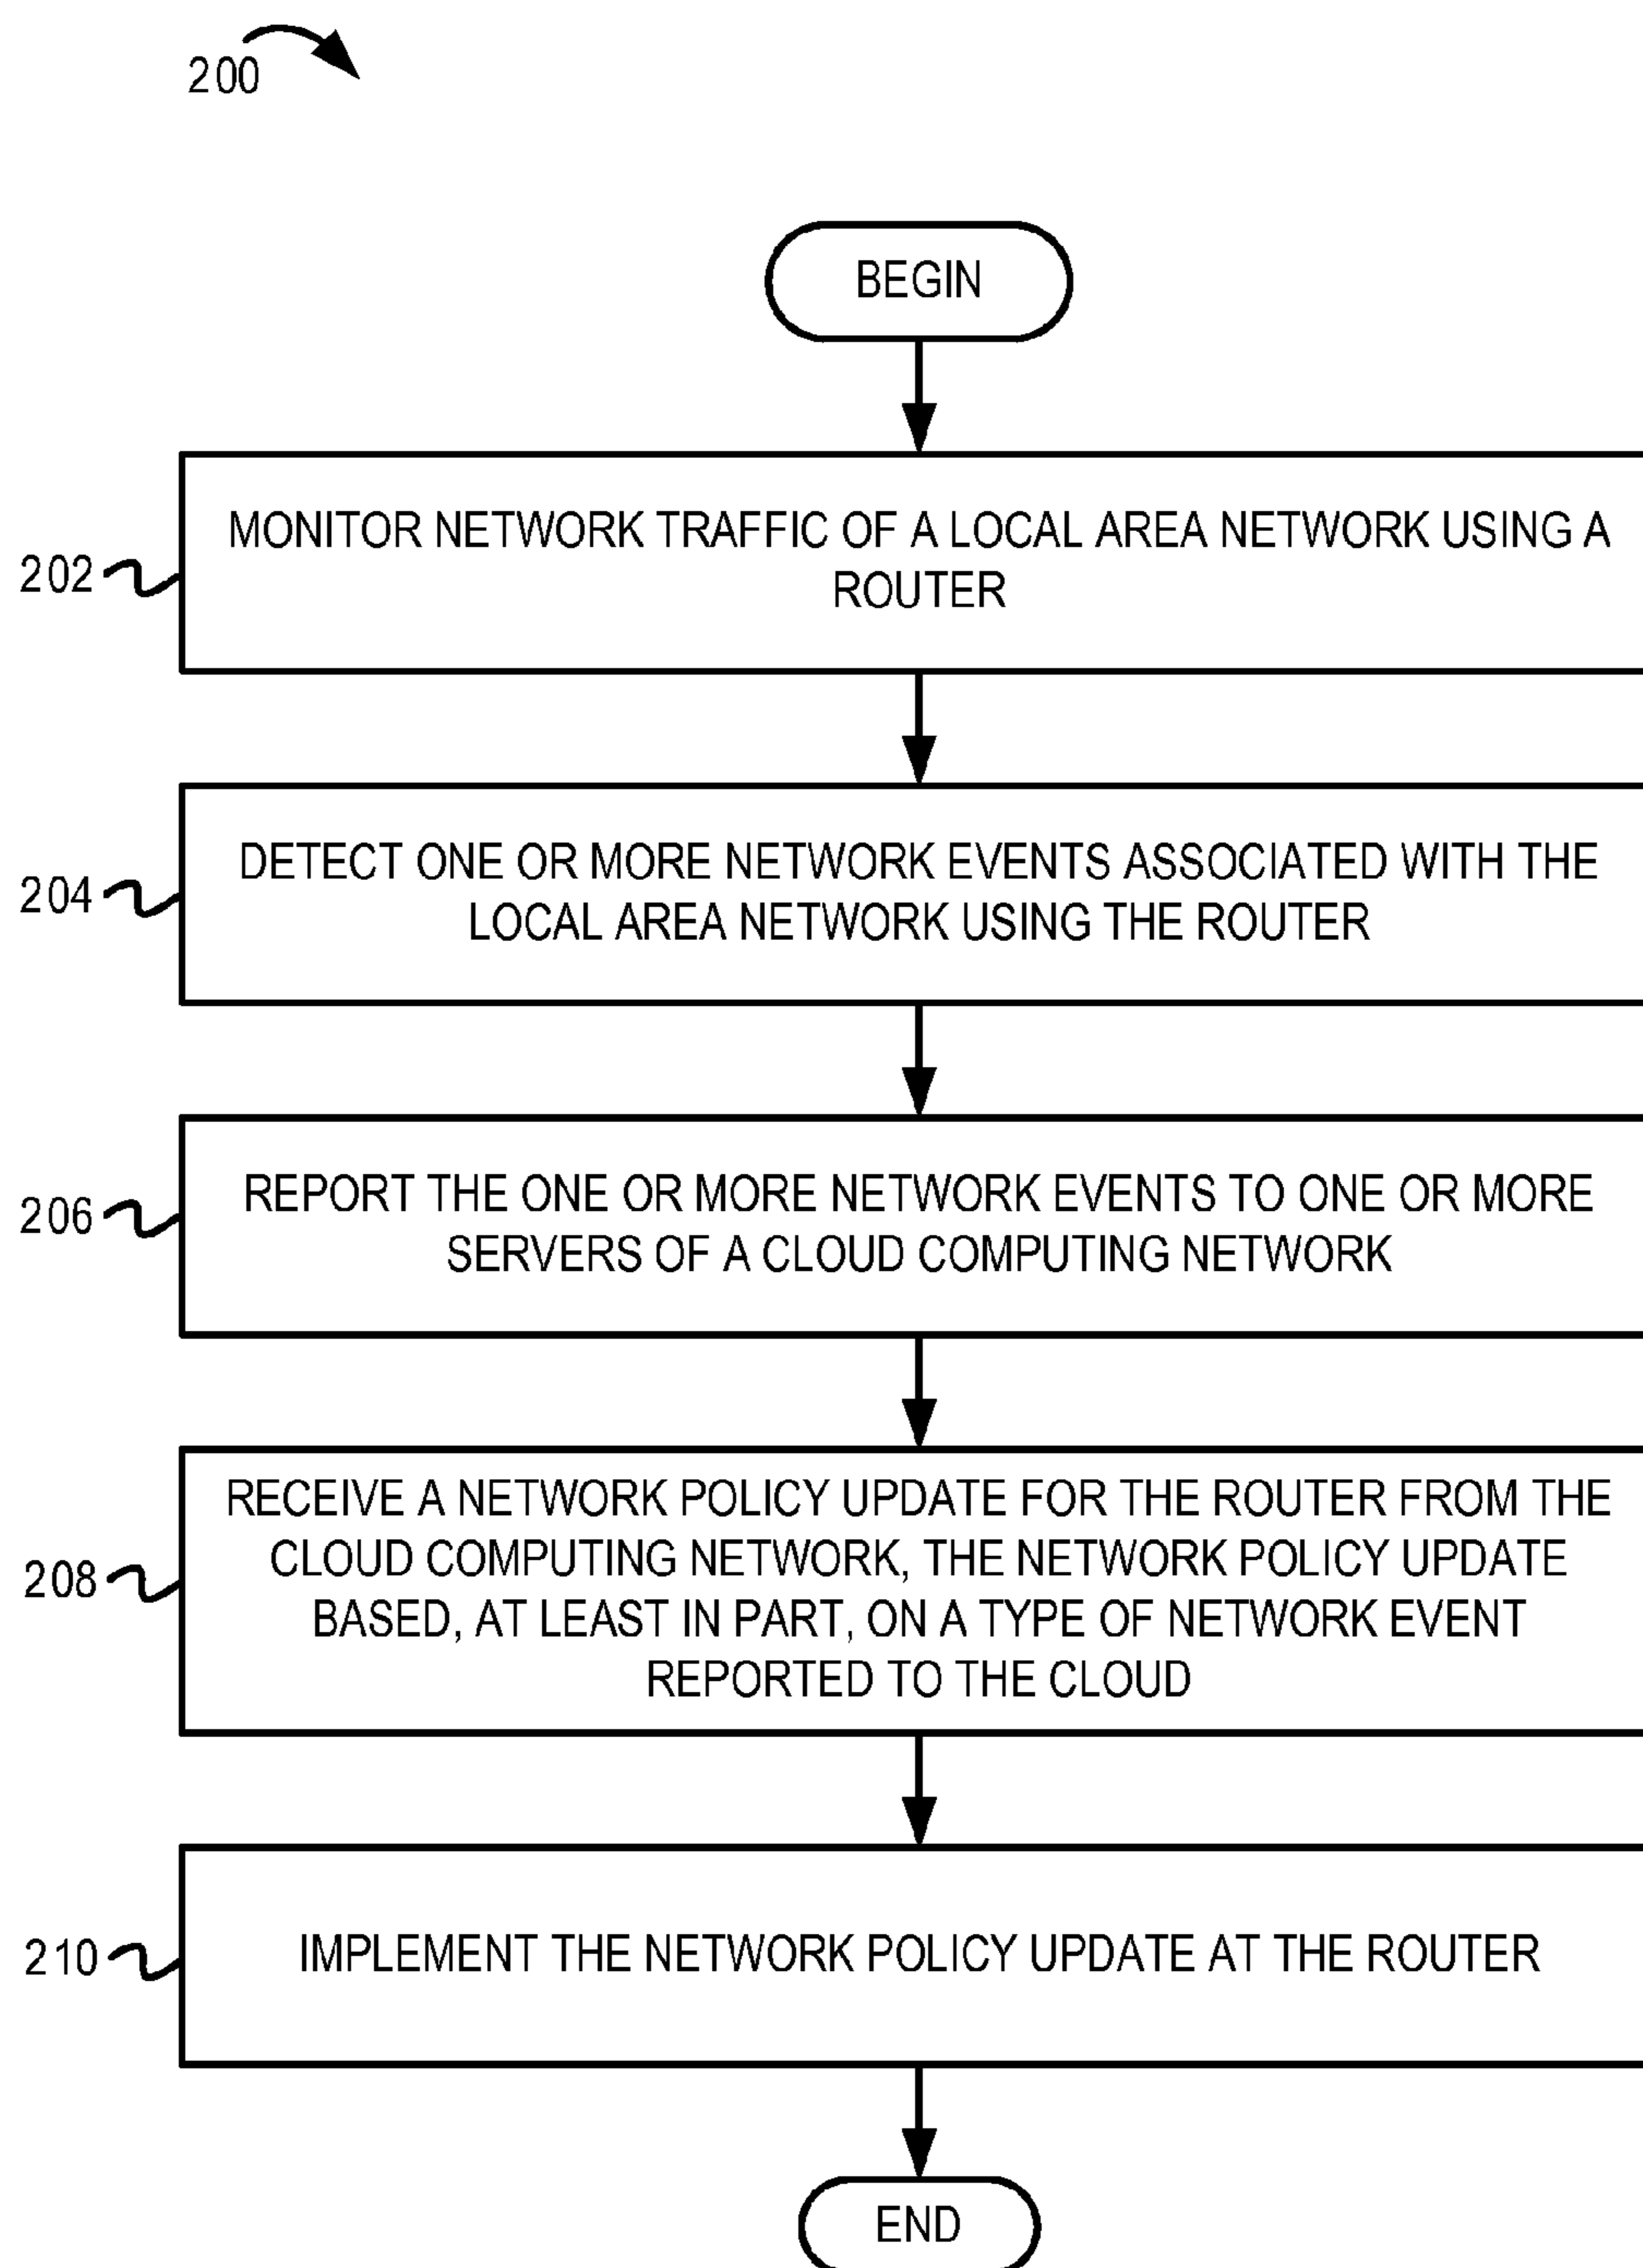 200
BEGIN
MONITOR NETWORK TRAFFIC OF A LOCAL AREA NETWORK USING A
ROUTER
202
DETECT ONE OR MORE NETWORK EVENTS ASSOCIATED WITH THE
LOCAL AREA NETWORK USING THE ROUTER
204
REPORT THE ONE OR MORE NETWORK EVENTS TO ONE OR MORE
SERVERS OF A CLOUD COMPUTING NETWORK
206
RECEIVE A NETWORK POLICY UPDATE FOR THE ROUTER FROM THE
CLOUD COMPUTING NETWORK, THE NETWORK POLICY UPDATE
BASED, AT LEAST IN PART, ON A TYPE OF NETWORK EVENT
REPORTED TO THE CLOUD
208
IMPLEMENT THE NETWORK POLICY UPDATE AT THE ROUTER
210
END